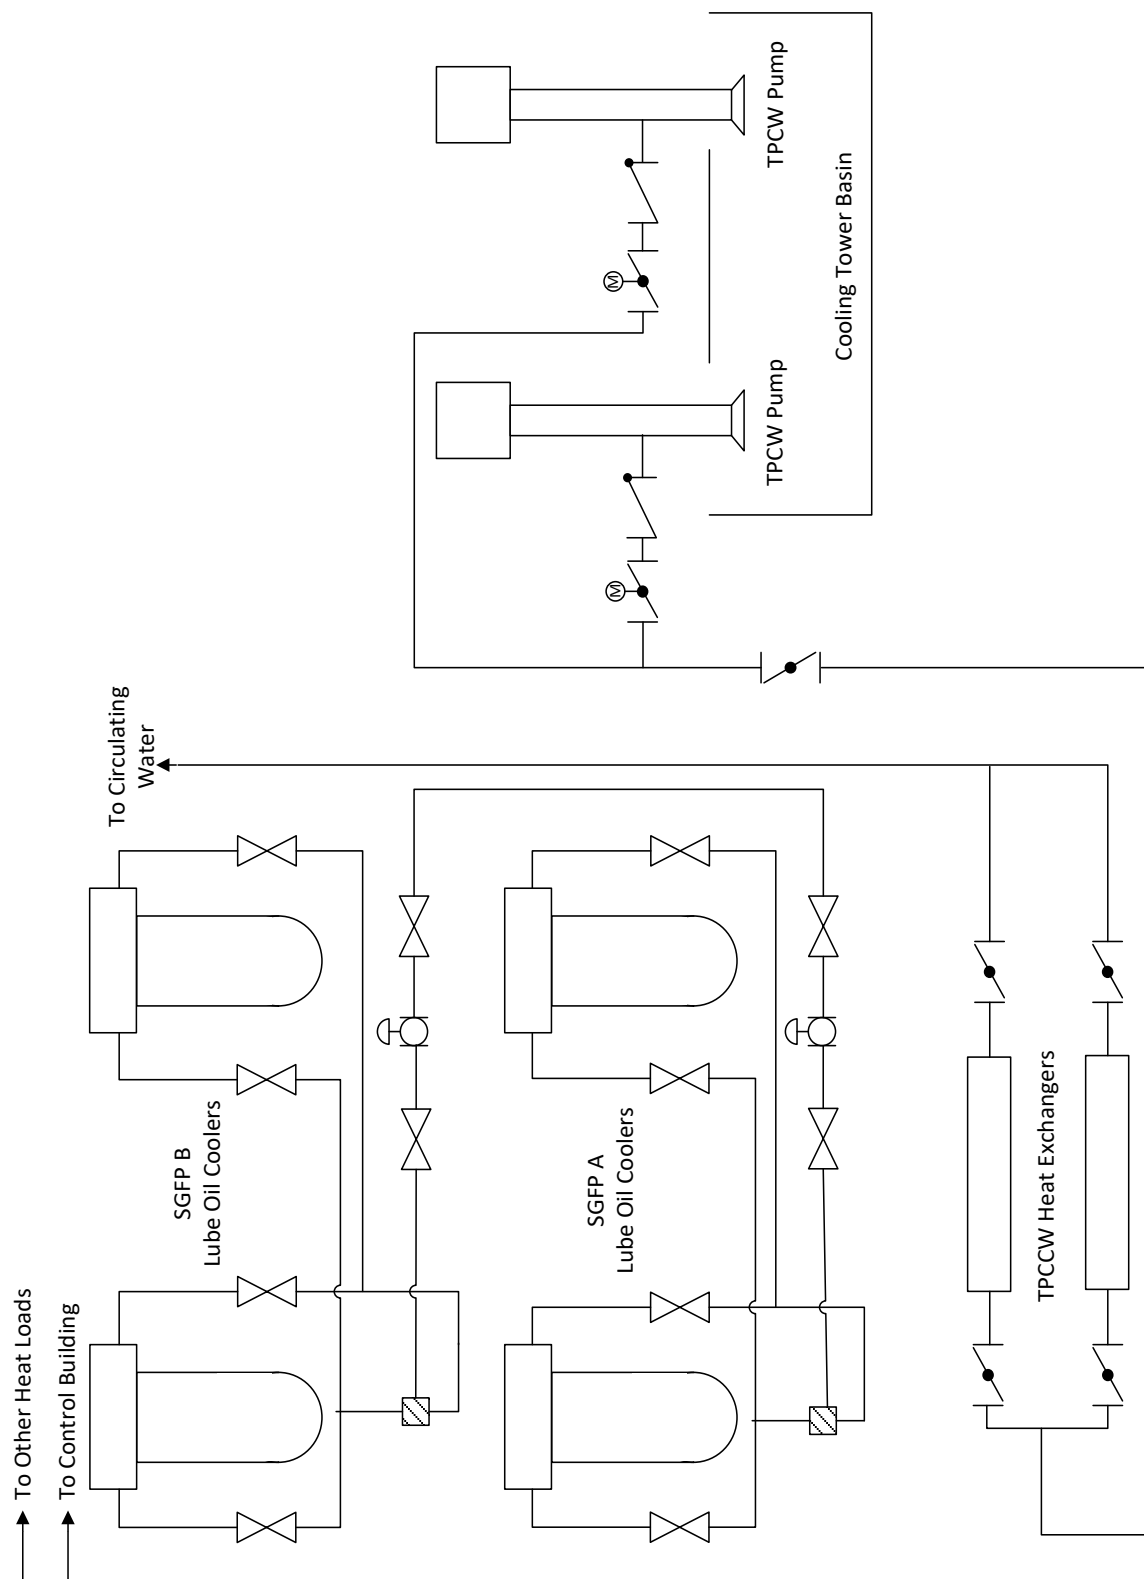 To Other Heat Loads
To Control Building
SGFP B
Lube Oil Coolers
To Circulating
Water
SGFP A
Lube Oil Coolers
TPCCW Heat Exchangers
M
M
TPCW Pump
TPCW Pump
Cooling Tower Basin